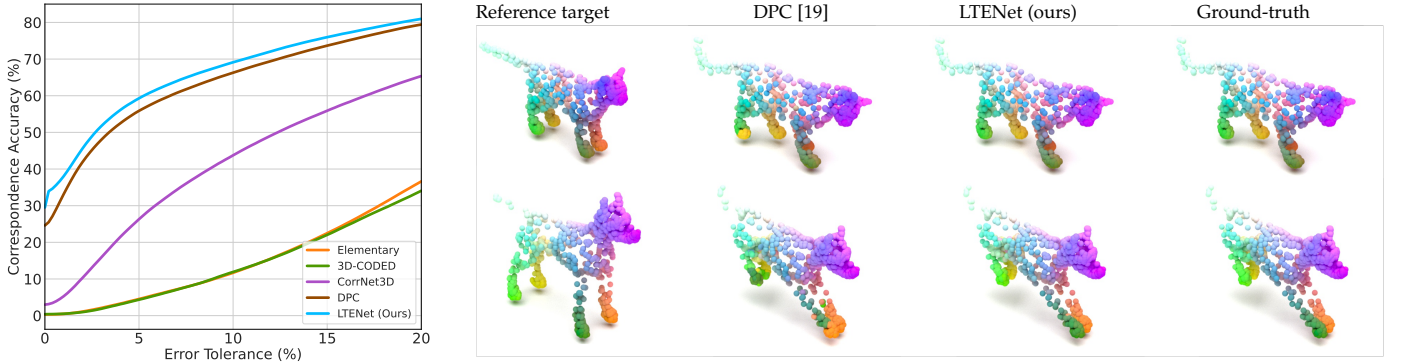 Correspondence Accuracy (%)
80
70
60
50
40
30
20
10
0
0 5 10 15 20
Error Tolerance (%)
Elementary
3D-CODED
CorrNet3D
DPC
LTENet (Ours)
Reference target DPC [19] LTENet (ours) Ground-truth